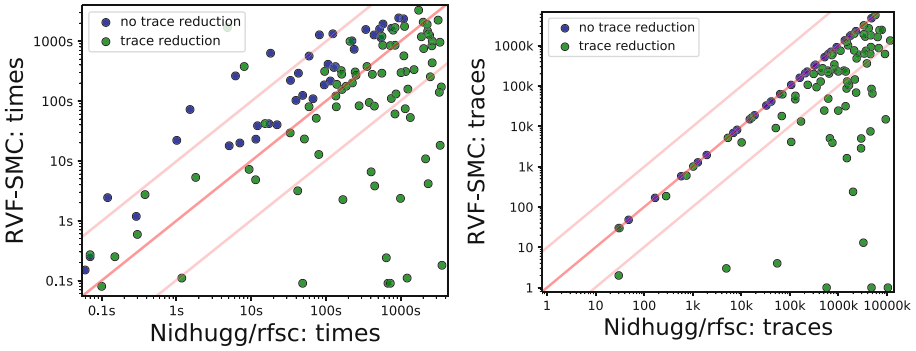 no trace reduction
trace reduction
1000s
100s
10s
1s
0.1s
RVF-SMC: times
0.1s 1s 10s 100s 1000s
Nidhugg/rfsc: times
no trace reduction
trace reduction
1000k
100k
10k
1k
100
10
1
RVF-SMC: traces
1 10 100 1k 10k 100k 1000k 10000k
Nidhugg/rfsc: traces